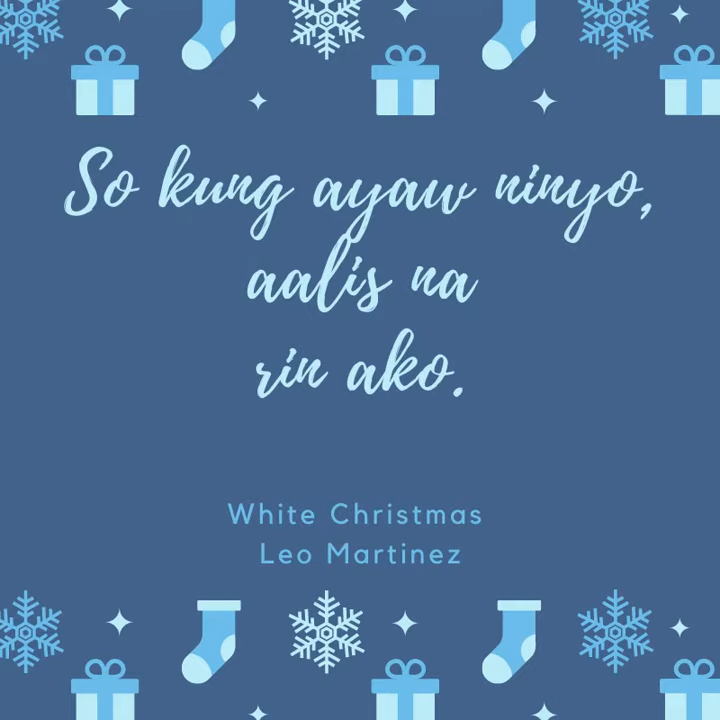 So kung ayaw ninyo,
aalis na
rin ako.
White Christmas
Leo Martinez